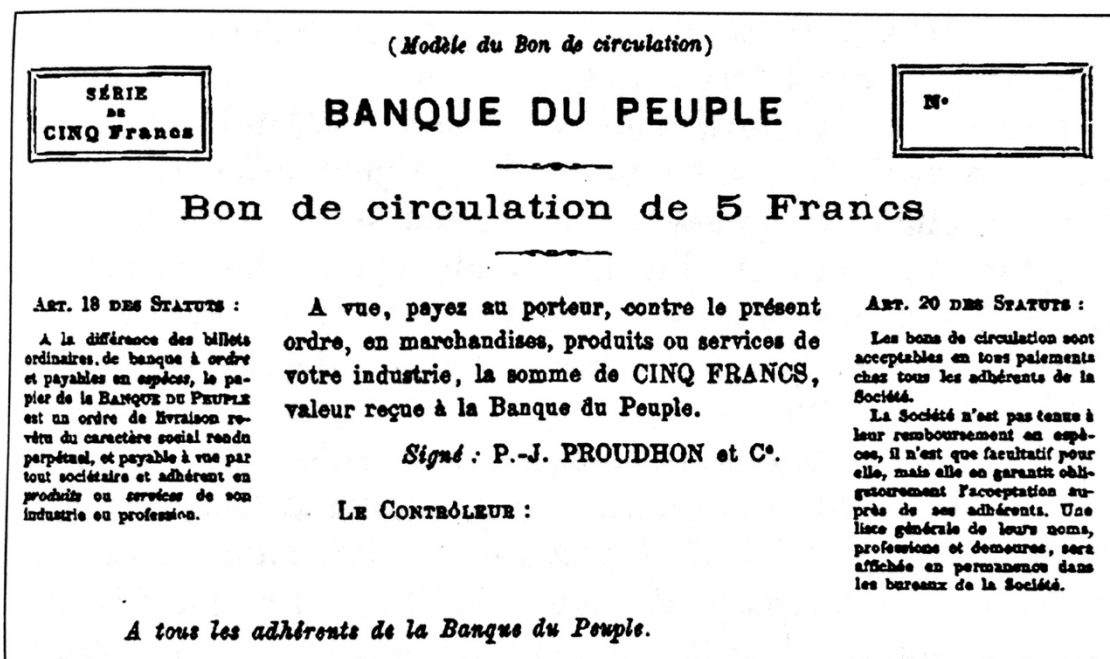 (Modèle du Bon de circulation)
SÉRIE
DE
CINQ Francs
BANQUE DU PEUPLE
N°
Bon de circulation de 5 Francs
ART. 18 DES STATUTS :
A la différence des billets
ordinaires de banque à ordre
et payables en espèces, le pa-
pier de la BANQUE DU PEUPLE
est un ordre de livraison re-
vêtu du caractère social rendu
perpétuel, et payable à vue par
tout sociétaire et adhérent en
produits ou services de son
industrie ou profession.
A vue, payez au porteur, contre le présent
ordre, en marchandises, produits ou services de
votre industrie, la somme de CINQ FRANCS,
valeur reçue à la Banque du Peuple.
Signé : P.-J. PROUDHON et Cᵉ.
LE CONTRÔLEUR :
ART. 20 DES STATUTS :
Les bons de circulation sont
acceptables en tous paiements
chez tous les adhérents de la
Société.
La Société n'est pas tenue à
leur remboursement en espè-
ces, il n'est que facultatif pour
elle, mais elle en garantit obli-
gatoirement l'acceptation au-
près de ses adhérents. Une
liste générale de leurs noms,
professions et demeures, sera
affichée en permanence dans
les bureaux de la Société.
A tous les adhérents de la Banque du Peuple.